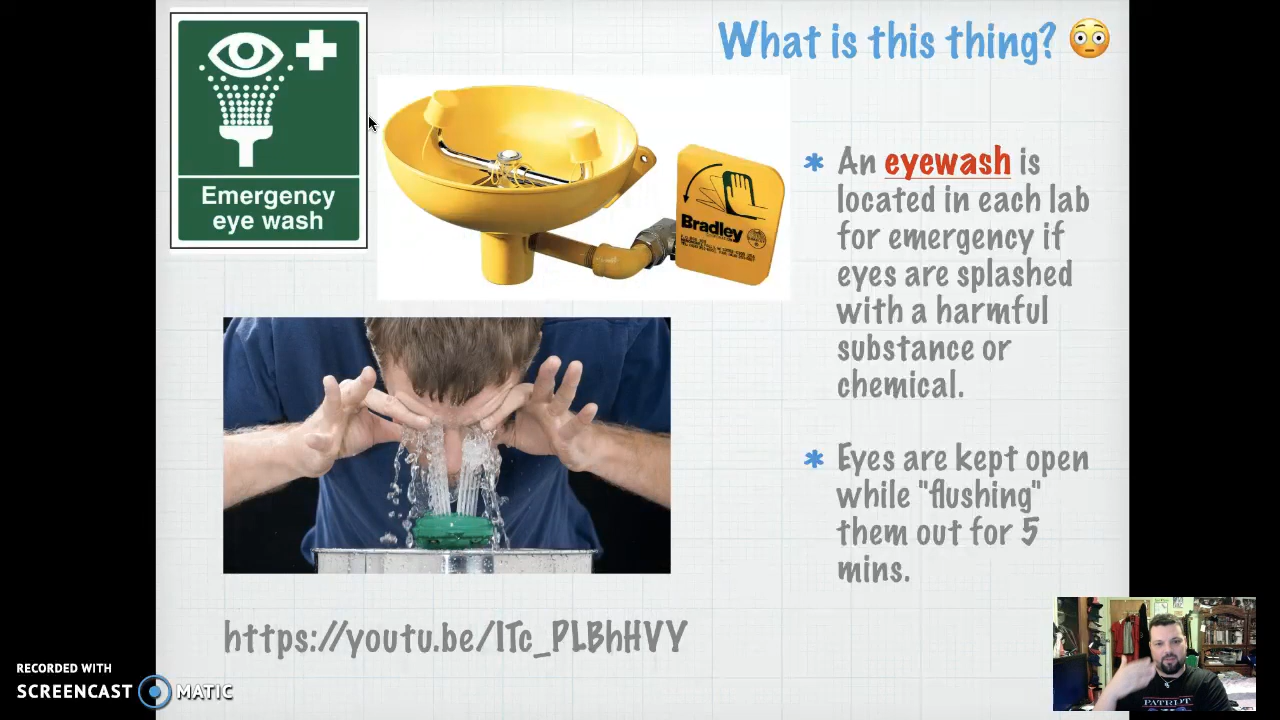 What is this thing? 😳
Emergency
eye wash
Bradley
* An eyewash is
located in each lab
for emergency if
eyes are splashed
with a harmful
substance or
chemical.
* Eyes are kept open
while "flushing"
them out for 5
mins.
https://youtu.be/ITc_PLBhHVY
RECORDED WITH
SCREENCAST MATIC
PATRIOT